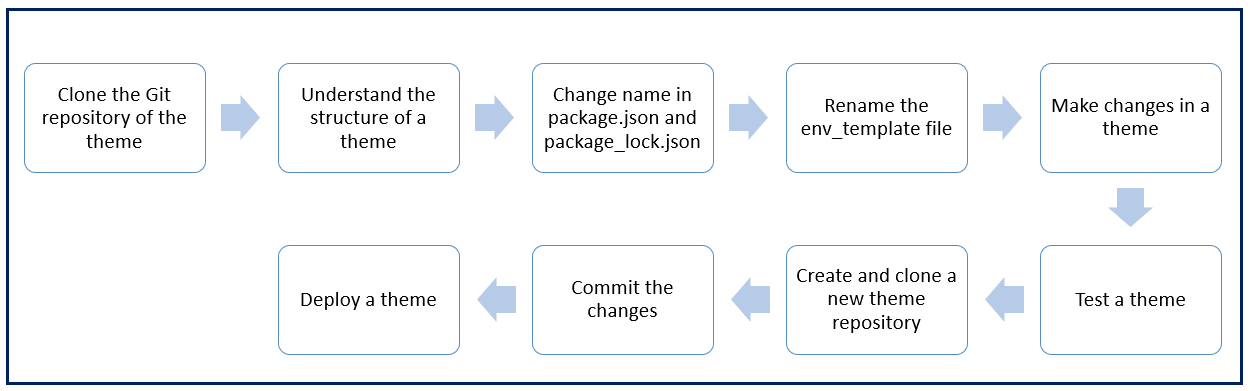 Clone the Git
repository of the
theme
Understand the
structure of a
theme
Change name in
package.json and
package_lock.json
Rename the
env_template file
Make changes in a
theme
Test a theme
Create and clone a
new theme
repository
Commit the
changes
Deploy a theme